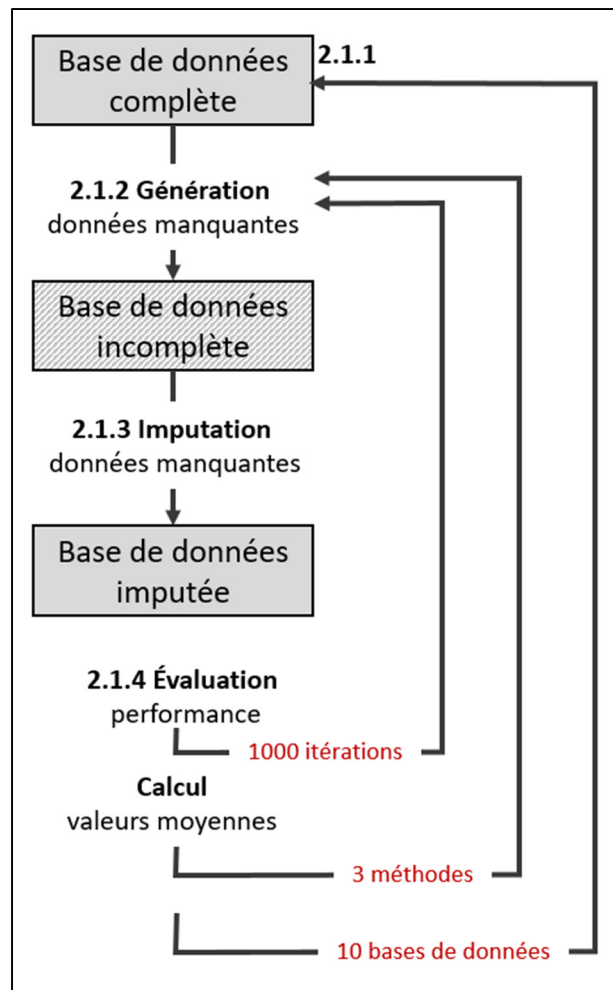 Base de données
complète
2.1.1
2.1.2 Génération
données manquantes
Base de données
incomplète
2.1.3 Imputation
données manquantes
Base de données
imputée
2.1.4 Évaluation
performance
1000 itérations
Calcul
valeurs moyennes
3 méthodes
10 bases de données